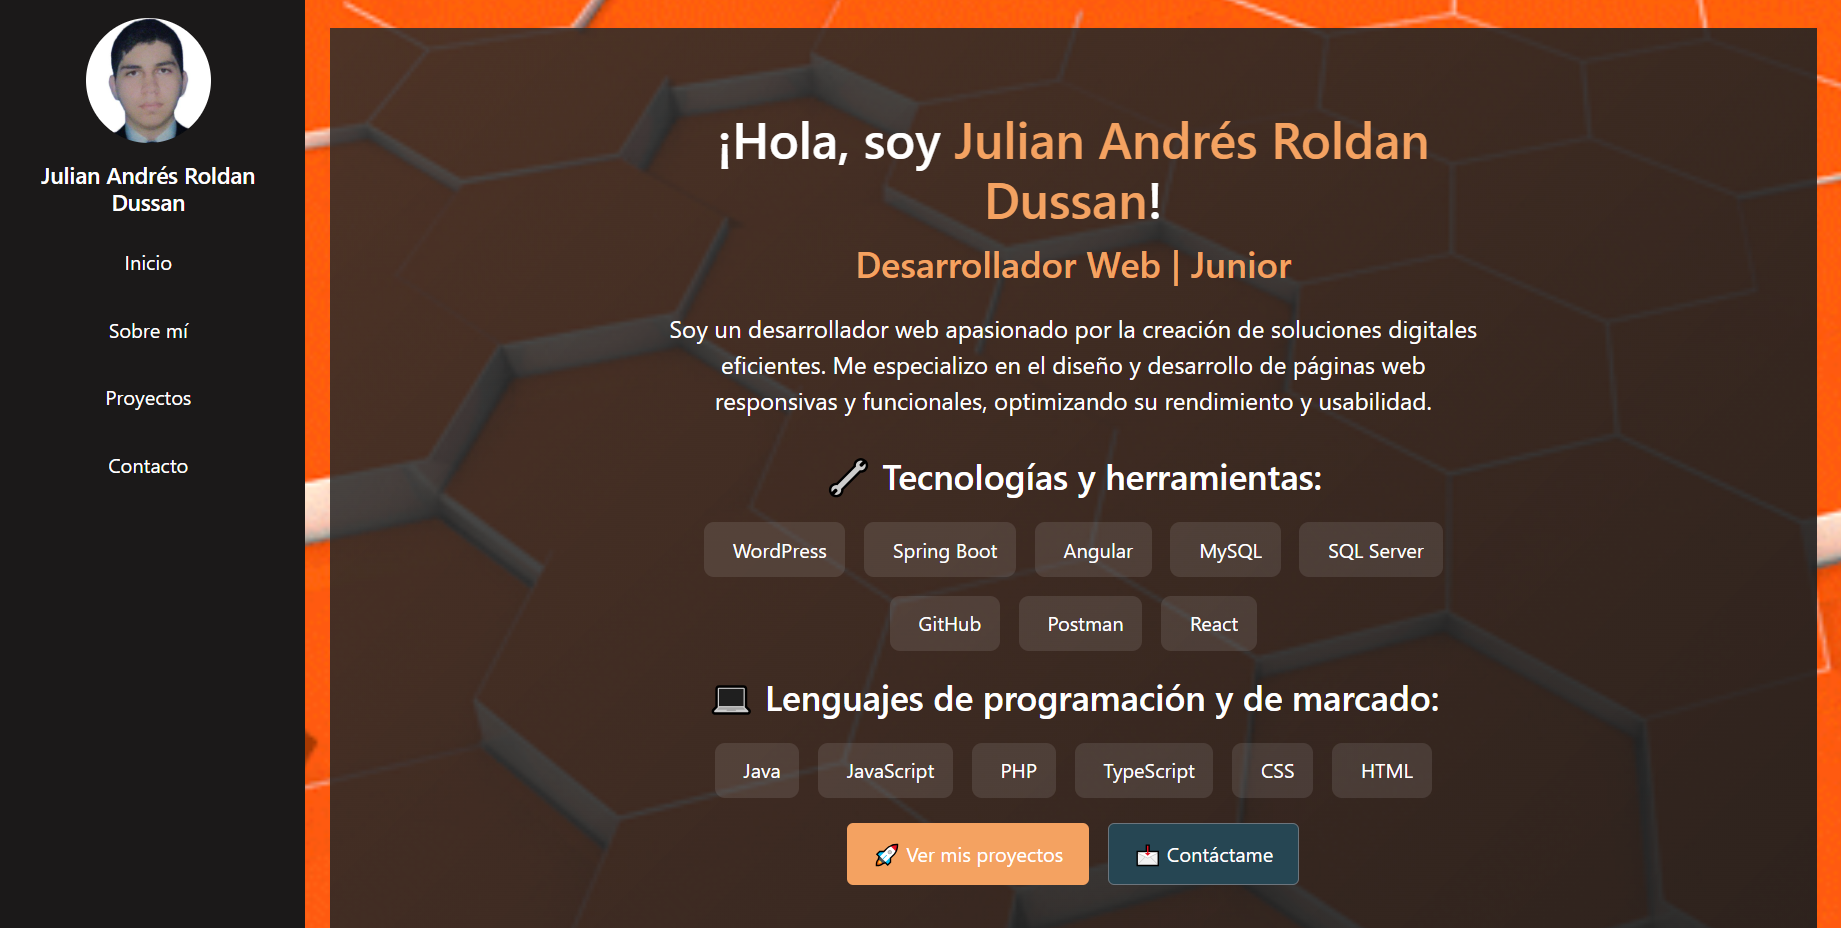 Julian Andrés Roldan
Dussan
Inicio
Sobre mí
Proyectos
Contacto
¡Hola, soy Julian Andrés Roldan
Dussan!
Desarrollador Web | Junior
Soy un desarrollador web apasionado por la creación de soluciones digitales
eficientes. Me especializo en el diseño y desarrollo de páginas web
responsivas y funcionales, optimizando su rendimiento y usabilidad.
Tecnologías y herramientas:
WordPress Spring Boot Angular MySQL SQL Server
GitHub Postman React
Lenguajes de programación y de marcado:
Java JavaScript PHP TypeScript CSS HTML
Ver mis proyectos Contáctame